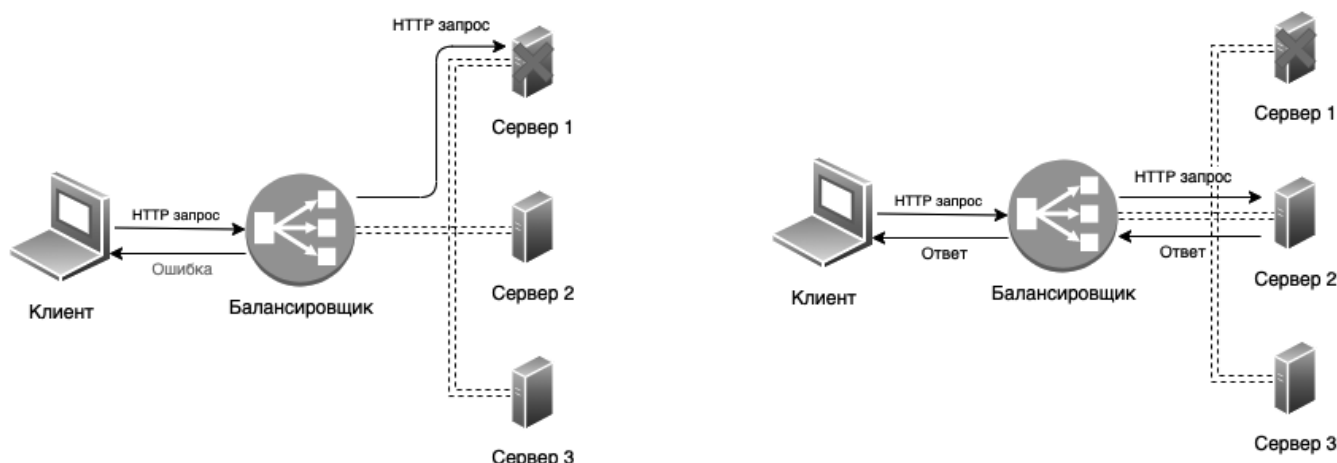 HTTP запрос
Сервер 1
HTTP запрос
Ошибка
Клиент
Балансировщик
Сервер 2
Сервер 3
Сервер 1
HTTP запрос
HTTP запрос
Ответ
Ответ
Клиент
Балансировщик
Сервер 2
Сервер 3